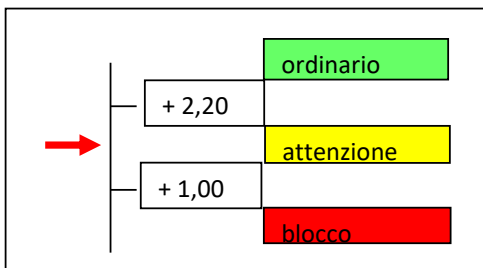 ordinario
+ 2,20
attenzione
+ 1,00
blocco